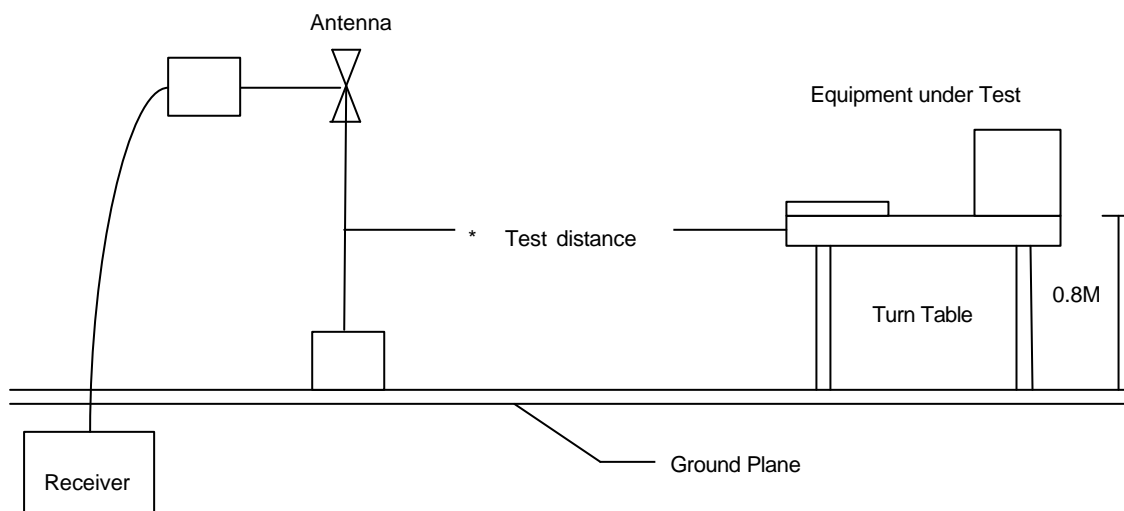 Antenna
Equipment under Test
* Test distance
0.8M
Turn Table
Ground Plane
Receiver